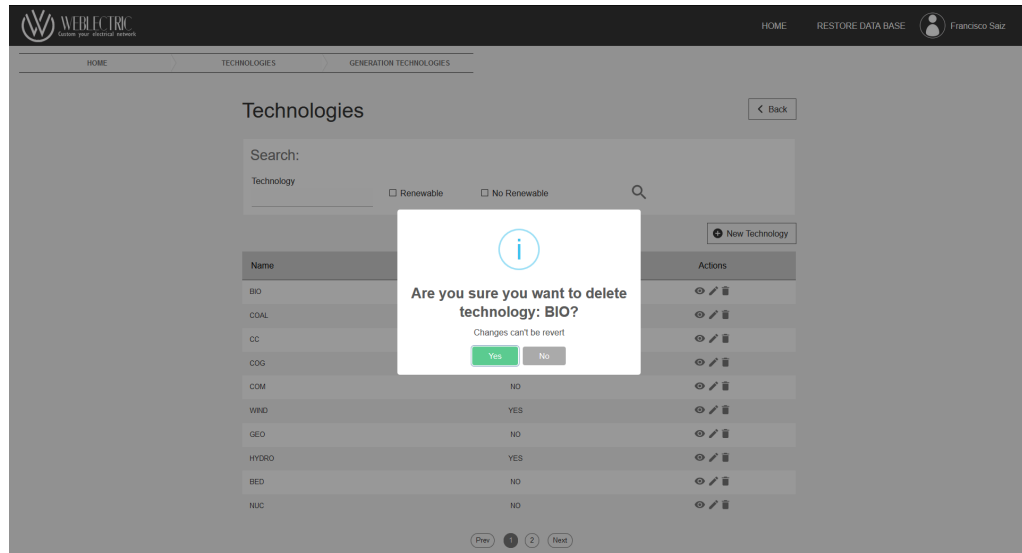 WEBLECTRIC
Custom your electrical network
HOME RESTORE DATA BASE Francisco Saiz
HOME TECHNOLOGIES GENERATION TECHNOLOGIES
Technologies
Back
Search:
Technology
Renewable No Renewable
New Technology
Name Actions
Are you sure you want to delete
technology: BIO?
Changes can't be revert
Yes No
BIO
COAL
CC
COG
COM NO
WIND YES
GEO NO
HYDRO YES
BED NO
NUC NO
Prev 1 2 Next